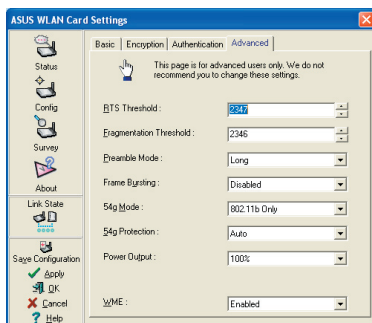 ASUS WLAN Card Settings
Status
Config
Survey
About
Link State
Save Configuration
Apply
OK
Cancel
Help
Basic Encryption Authentication Advanced
This page is for advanced users only. We do not
recommend you to change these settings.
RTS Threshold : 2347
Fragmentation Threshold : 2346
Preamble Mode : Long
Frame Bursting : Disabled
54g Mode : 802.11b Only
54g Protection : Auto
Power Output : 100%
WME : Enabled